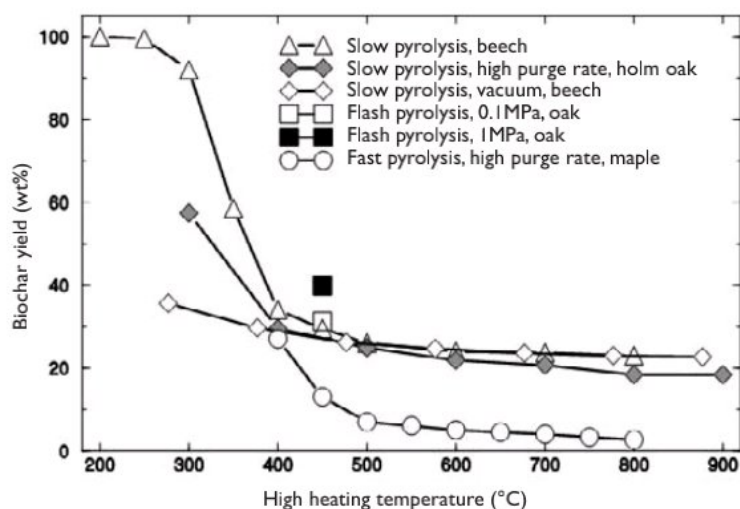 100
80
60
40
20
0
Biochar yield (wt%)
Slow pyrolysis, beech
Slow pyrolysis, high purge rate, holm oak
Slow pyrolysis, vacuum, beech
Flash pyrolysis, 0.1MPa, oak
Flash pyrolysis, 1MPa, oak
Fast pyrolysis, high purge rate, maple
200 300 400 500 600 700 800 900
High heating temperature (°C)